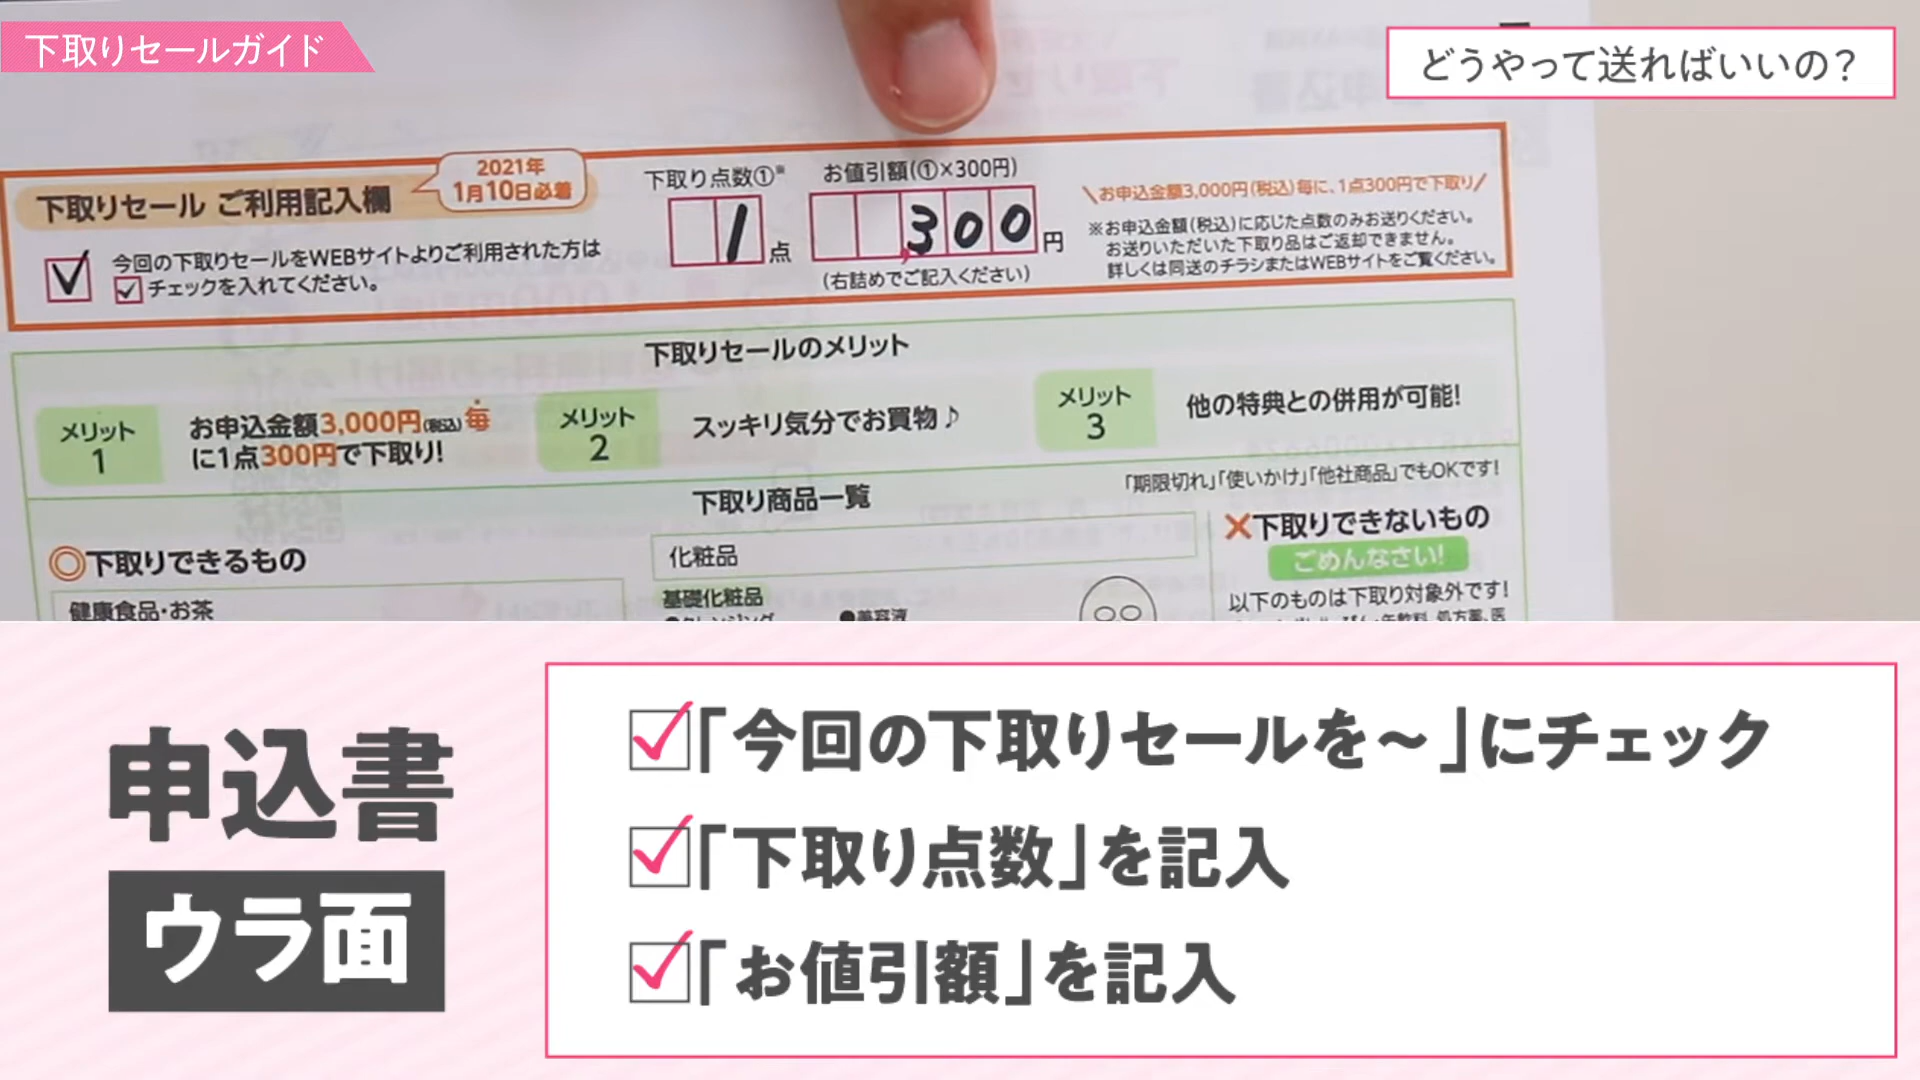 下取りセールガイド
どうやって送ればいいの？
下取りセール ご利用記入欄
2021年
1月10日必着
今回の下取りセールをWEBサイトよりご利用された方は
チェックを入れてください。
下取り点数①※
1点
お値引額(①×300円)
,300円
(右詰めでご記入ください)
\お申込金額3,000円(税込)毎に、1点300円で下取り/
※お申込金額(税込)に応じた点数のみお送りください。
お送りいただいた下取り品はご返却できません。
詳しくは同送のチラシまたはWEBサイトをご覧ください。
下取りセールのメリット
メリット
1
お申込金額3,000円(税込)毎
に1点300円で下取り!
メリット
2
スッキリ気分でお買物♪
メリット
3
他の特典との併用が可能!
下取り商品一覧
「期限切れ」「使いかけ」「他社商品」でもOKです!
◎下取りできるもの
健康食品・お茶
化粧品
基礎化粧品
●クレンジング
●美容液
×下取りできないもの
ごめんなさい!
以下のものは下取り対象外です!
申込書
ウラ面
「今回の下取りセールを～」にチェック
「下取り点数」を記入
「お値引額」を記入